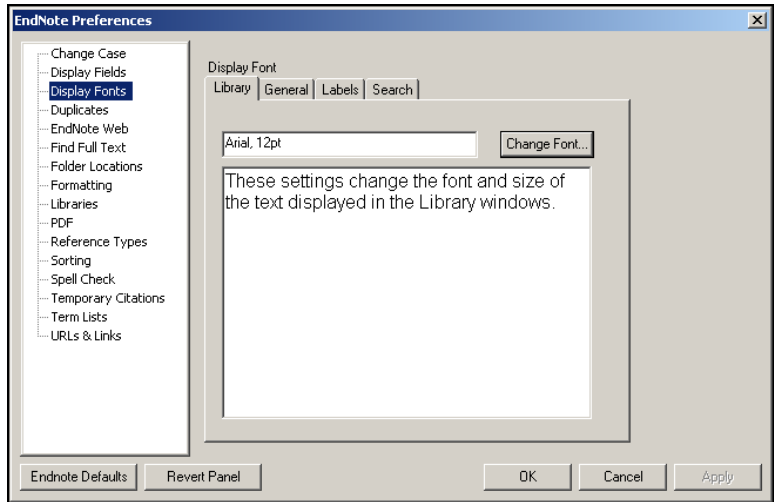 EndNote Preferences
Change Case
Display Fields
Display Fonts
Duplicates
EndNote Web
Find Full Text
Folder Locations
Formatting
Libraries
PDF
Reference Types
Sorting
Spell Check
Temporary Citations
Term Lists
URLs & Links
Display Font
Library General Labels Search
Arial, 12pt Change Font...
These settings change the font and size of
the text displayed in the Library windows.
Endnote Defaults Revert Panel OK Cancel Apply